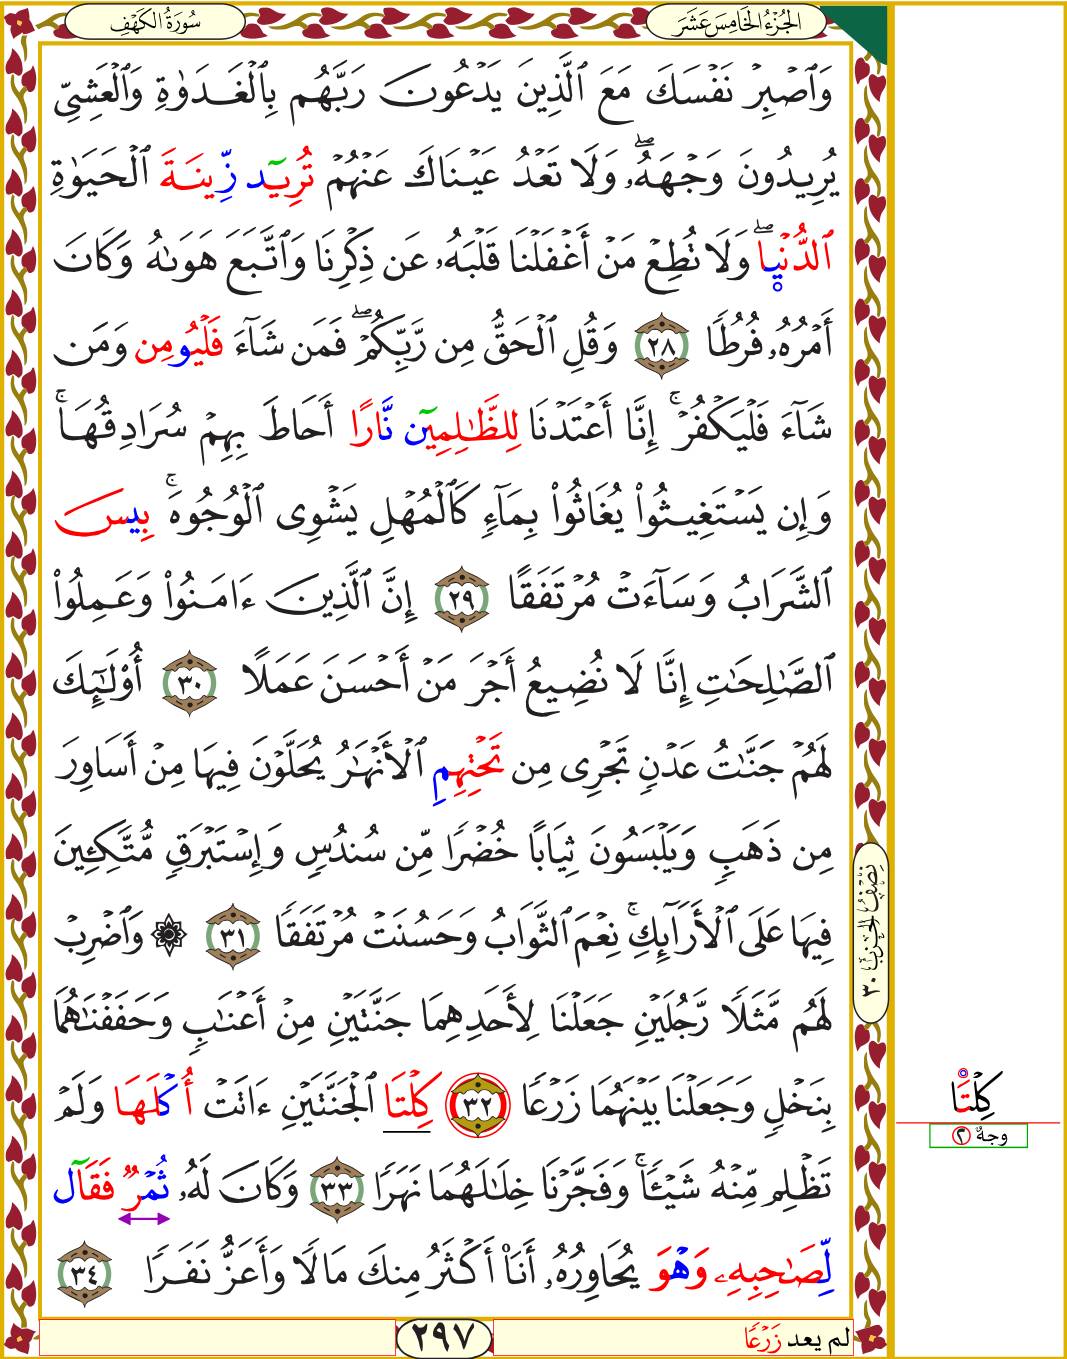 سُورَةُ الكَهْفِ
الجُزْءُ الخَامِسَ عَشَرَ
وَٱصۡبِرۡ نَفۡسَكَ مَعَ ٱلَّذِينَ يَدۡعُونَ رَبَّهُم بِٱلۡغَدَوٰةِ وَٱلۡعَشِيِّ
يُرِيدُونَ وَجۡهَهُۥۖ وَلَا تَعۡدُ عَيۡنَاكَ عَنۡهُمۡ تُرِيٓد زِّينَةَ ٱلۡحَيَوٰةِ
ٱلدُّنۡيَاۖ وَلَا تُطِعۡ مَنۡ أَغۡفَلۡنَا قَلۡبَهُۥ عَن ذِكۡرِنَا وَٱتَّبَعَ هَوَىٰهُ وَكَانَ
أَمۡرُهُۥ فُرُطٗا ٢٨ وَقُلِ ٱلۡحَقُّ مِن رَّبِّكُمۡۖ فَمَن شَآءَ فَلۡيُومِن وَمَن
شَآءَ فَلۡيَكۡفُرۡۚ إِنَّآ أَعۡتَدۡنَا لِلظَّٰلِمِيٓن نَّارًا أَحَاطَ بِهِمۡ سُرَادِقُهَاۚ
وَإِن يَسۡتَغِيثُواْ يُغَاثُواْ بِمَآءٖ كَٱلۡمُهۡلِ يَشۡوِي ٱلۡوُجُوهَۚ بِيسَ
ٱلشَّرَابُ وَسَآءَتۡ مُرۡتَفَقًا ٢٩ إِنَّ ٱلَّذِينَ ءَامَنُواْ وَعَمِلُواْ
ٱلصَّٰلِحَٰتِ إِنَّا لَا نُضِيعُ أَجۡرَ مَنۡ أَحۡسَنَ عَمَلًا ٣٠ أُوْلَٰٓئِكَ
لَهُمۡ جَنَّٰتُ عَدۡنٖ تَجۡرِي مِن تَحۡتِهِمِ ٱلۡأَنۡهَٰرُ يُحَلَّوۡنَ فِيهَا مِنۡ أَسَاوِرَ
مِن ذَهَبٖ وَيَلۡبَسُونَ ثِيَابًا خُضۡرٗا مِّن سُندُسٖ وَإِسۡتَبۡرَقٖ مُّتَّكِـِٔينَ
فِيهَا عَلَى ٱلۡأَرَآئِكِۚ نِعۡمَ ٱلثَّوَابُ وَحَسُنَتۡ مُرۡتَفَقٗا ٣١ ۞ وَٱضۡرِبۡ
لَهُم مَّثَلٗا رَّجُلَيۡنِ جَعَلۡنَا لِأَحَدِهِمَا جَنَّتَيۡنِ مِنۡ أَعۡنَٰبٖ وَحَفَفۡنَٰهُمَا
بِنَخۡلٖ وَجَعَلۡنَا بَيۡنَهُمَا زَرۡعٗا ٣٢ كِلۡتَا ٱلۡجَنَّتَيۡنِ ءَاتَتۡ أُكۡلَهَا وَلَمۡ
تَظۡلِم مِّنۡهُ شَيۡـٔٗاۚ وَفَجَّرۡنَا خِلَٰلَهُمَا نَهَرٗا ٣٣ وَكَانَ لَهُۥ ثُمۡرٞ فَقَآل
لِّصَٰحِبِهِۦ وَهۡوَ يُحَاوِرُهُۥٓ أَنَا۠ أَكۡثَرُ مِنكَ مَالٗا وَأَعَزُّ نَفَرٗا ٣٤
نصف الحزب ٣٠
كِلۡتَا
وجهٌ ٢
٢٩٧
لم يعد زَرۡعٗا